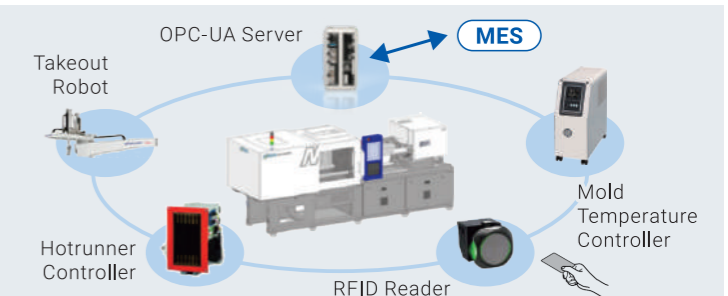 OPC-UA Server
MES
Takeout
Robot
Mold
Temperature
Controller
Hotrunner
Controller
RFID Reader